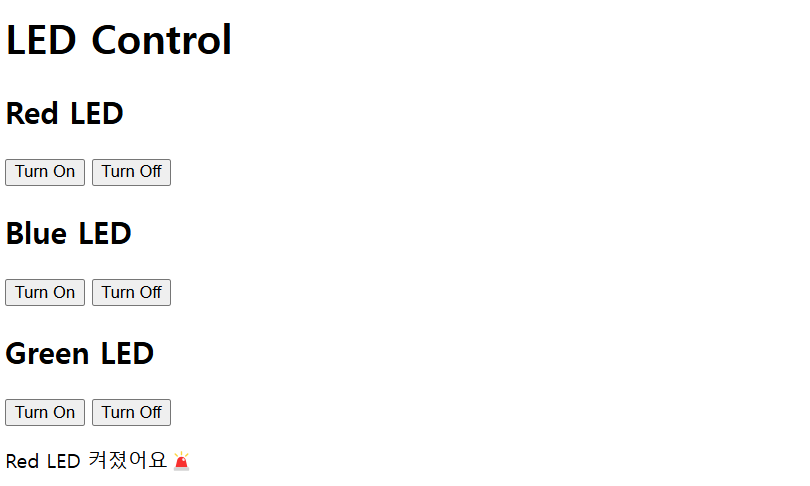 LED Control
Red LED
Turn On Turn Off
Blue LED
Turn On Turn Off
Green LED
Turn On Turn Off
Red LED 켜졌어요🚨